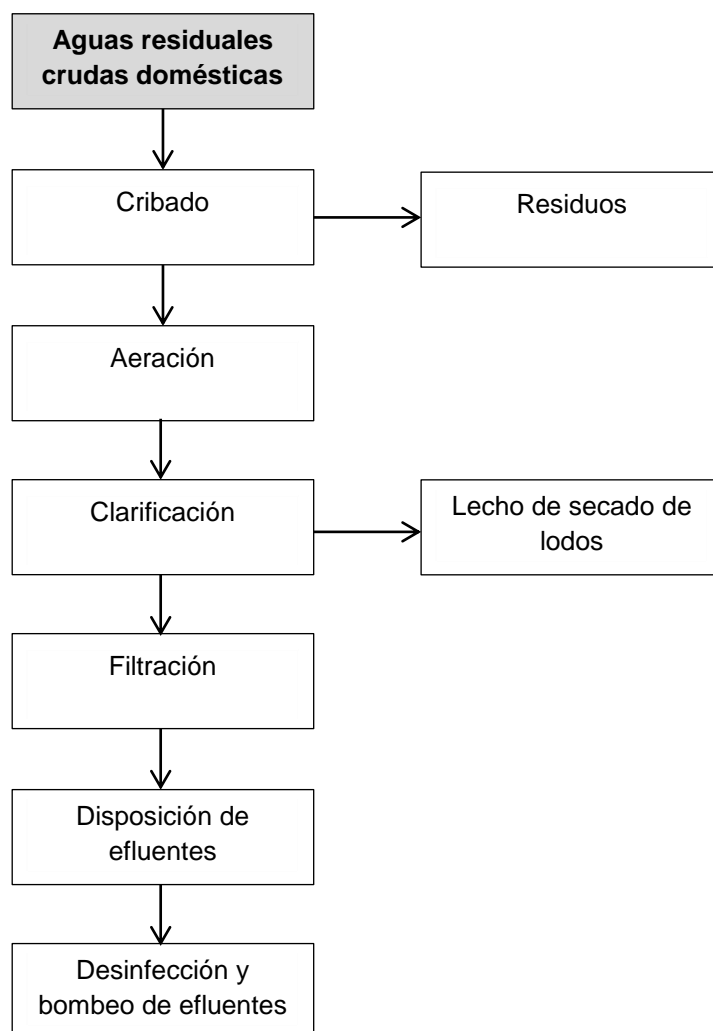 Aguas residuales
crudas domésticas
Cribado
Residuos
Aeración
Clarificación
Lecho de secado de
lodos
Filtración
Disposición de
efluentes
Desinfección y
bombeo de efluentes